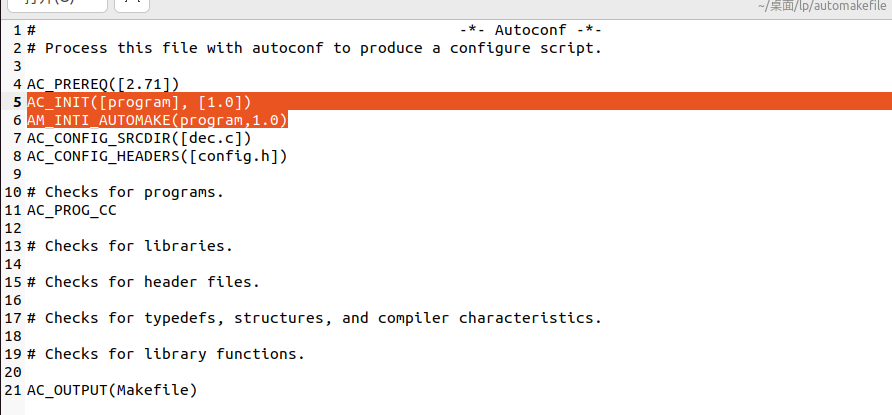 ~/桌面/lp/automakefile
1 # -*- Autoconf -*-
2 # Process this file with autoconf to produce a configure script.
3
4 AC_PREREQ([2.71])
5 AC_INIT([program], [1.0])
6 AM_INTI_AUTOMAKE(program,1.0)
7 AC_CONFIG_SRCDIR([dec.c])
8 AC_CONFIG_HEADERS([config.h])
9
10 # Checks for programs.
11 AC_PROG_CC
12
13 # Checks for libraries.
14
15 # Checks for header files.
16
17 # Checks for typedefs, structures, and compiler characteristics.
18
19 # Checks for library functions.
20
21 AC_OUTPUT(Makefile)